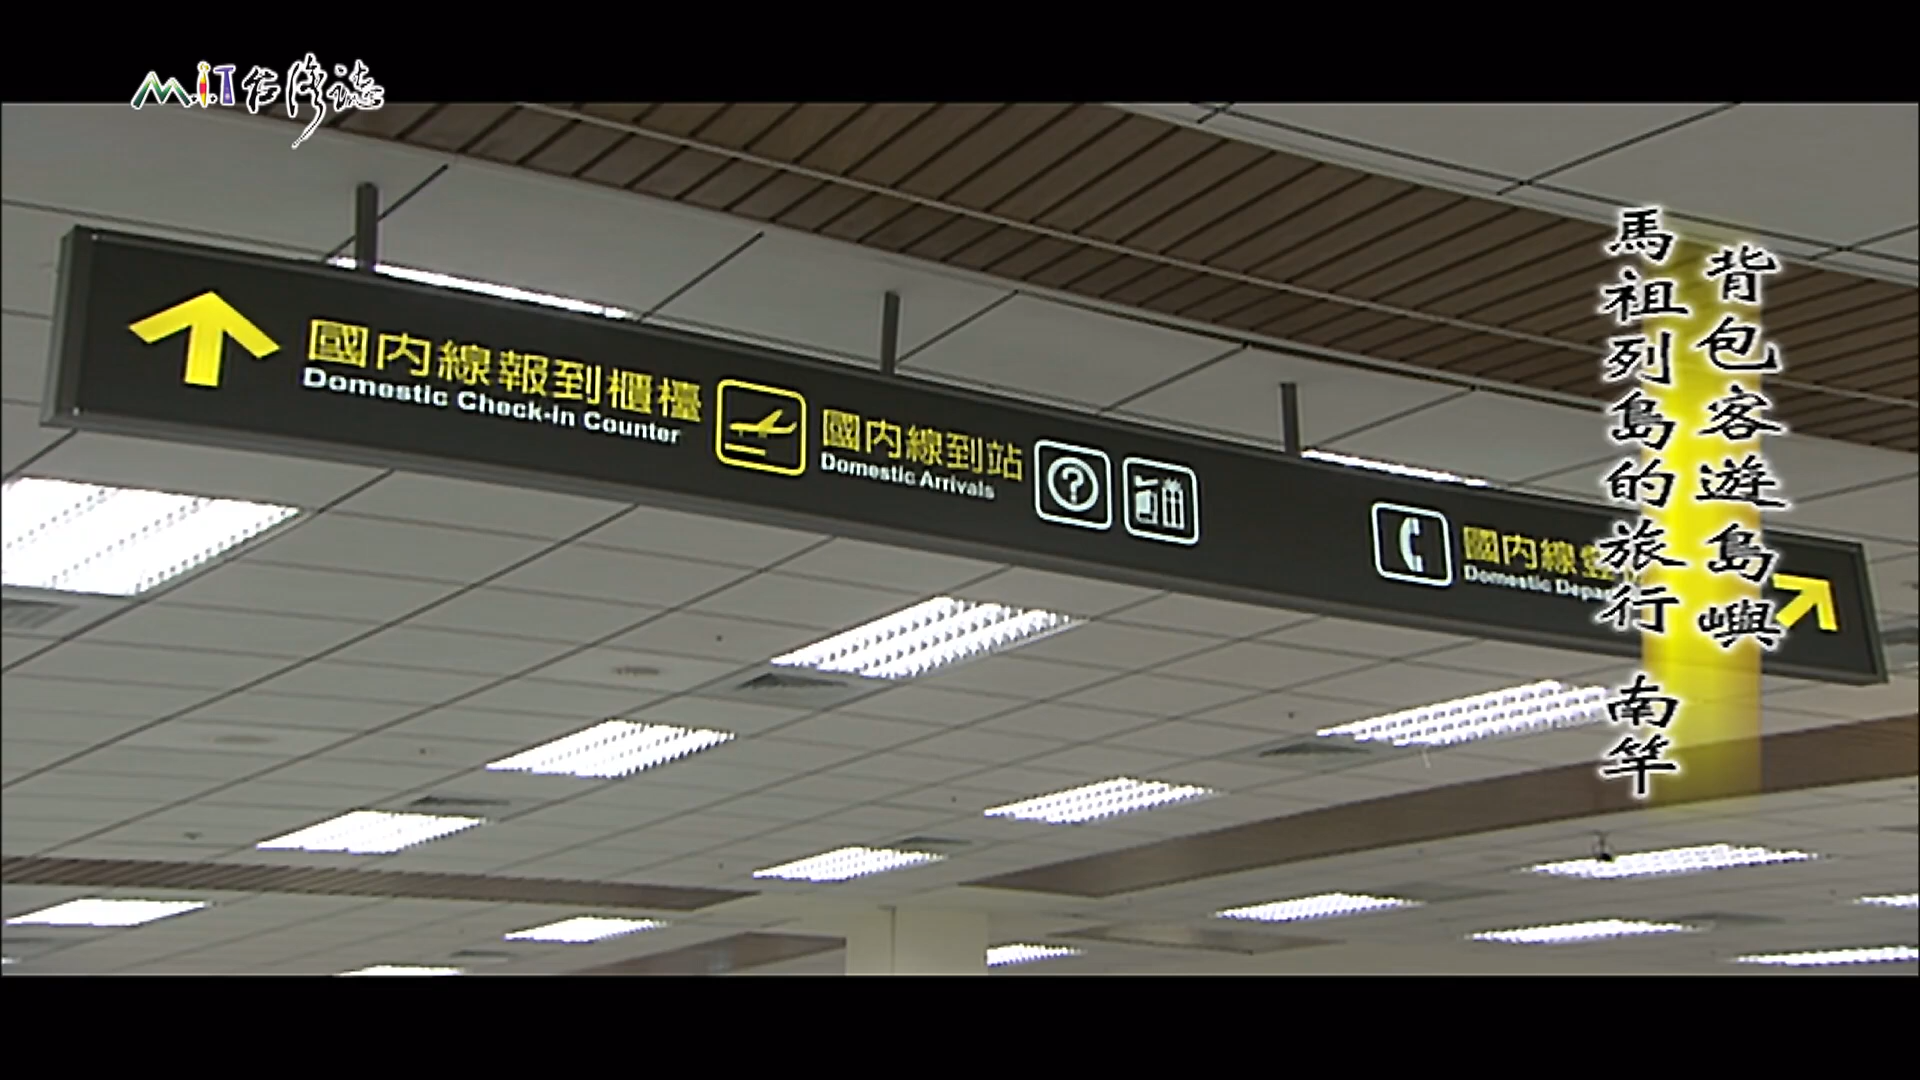 M.I.T台灣誌
背包客遊島嶼
馬祖列島的旅行 南竿
國內線報到櫃檯
Domestic Check-in Counter
國內線到站
Domestic Arrivals
國內線
Domestic